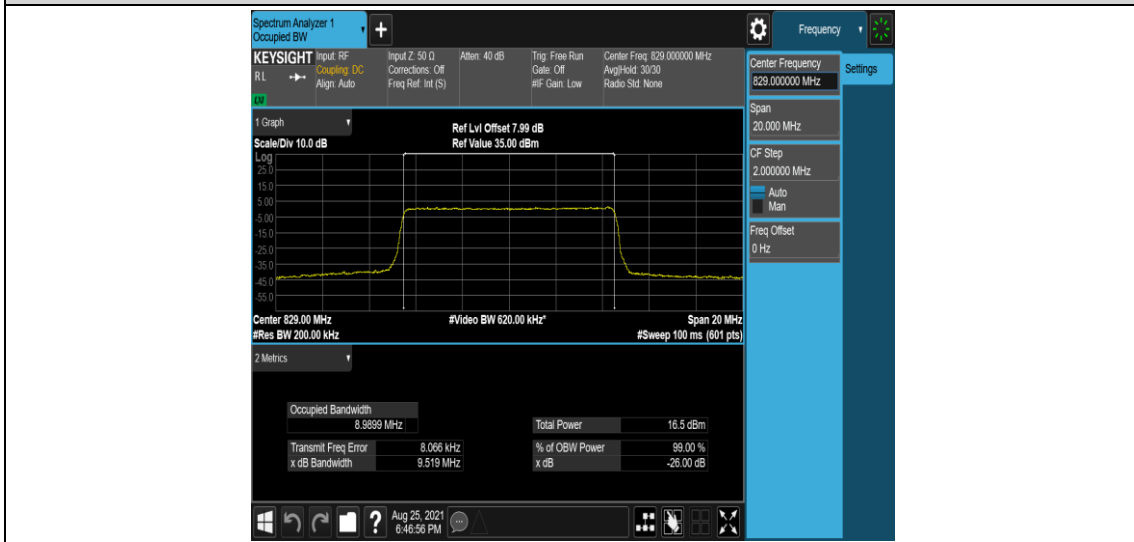 Spectrum Analyzer 1
Occupied BW
+
Frequency
KEYSIGHT
RL
LXI
Input: RF
Coupling: DC
Align: Auto
Input Z: 50 Ω
Corrections: Off
Freq Ref: Int (S)
Atten: 40 dB
Trig: Free Run
Gate: Off
#IF Gain: Low
Center Freq: 829.000000 MHz
Avg|Hold: 30/30
Radio Std: None
Center Frequency
829.000000 MHz
Settings
Span
20.000 MHz
CF Step
2.000000 MHz
Auto
Man
Freq Offset
0 Hz
1 Graph
Ref Lvl Offset 7.99 dB
Scale/Div 10.0 dB
Ref Value 35.00 dBm
Log
25.0
15.0
5.00
-5.00
-15.0
-25.0
-35.0
-45.0
-55.0
Center 829.00 MHz
#Video BW 620.00 kHz*
Span 20 MHz
#Res BW 200.00 kHz
#Sweep 100 ms (601 pts)
2 Metrics
Occupied Bandwidth
8.9899 MHz
Total Power 16.5 dBm
Transmit Freq Error 8.066 kHz
% of OBW Power 99.00 %
x dB Bandwidth 9.519 MHz
x dB -26.00 dB
?
Aug 25, 2021
6:46:56 PM